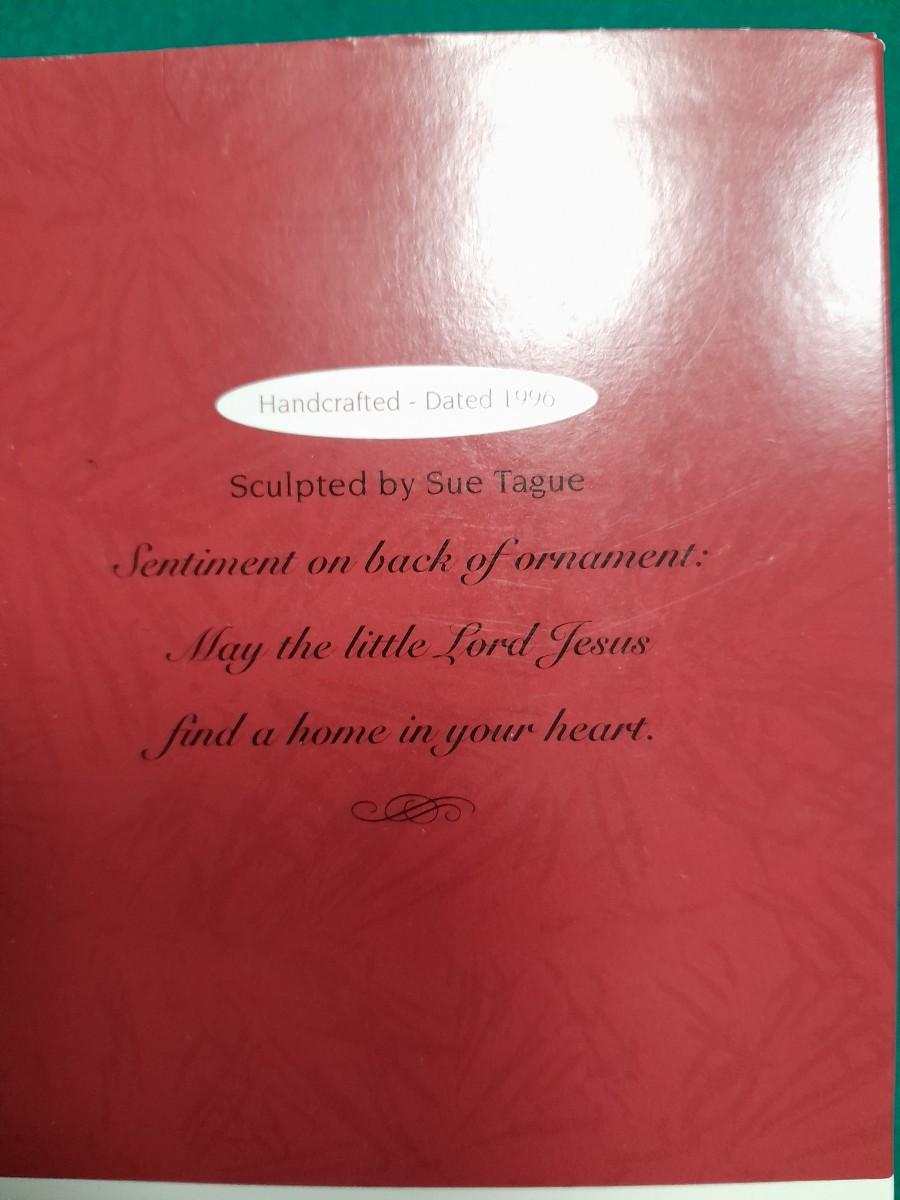 Handcrafted - Dated 1996
Sculpted by Sue Tague
Sentiment on back of ornament:
May the little Lord Jesus
find a home in your heart.